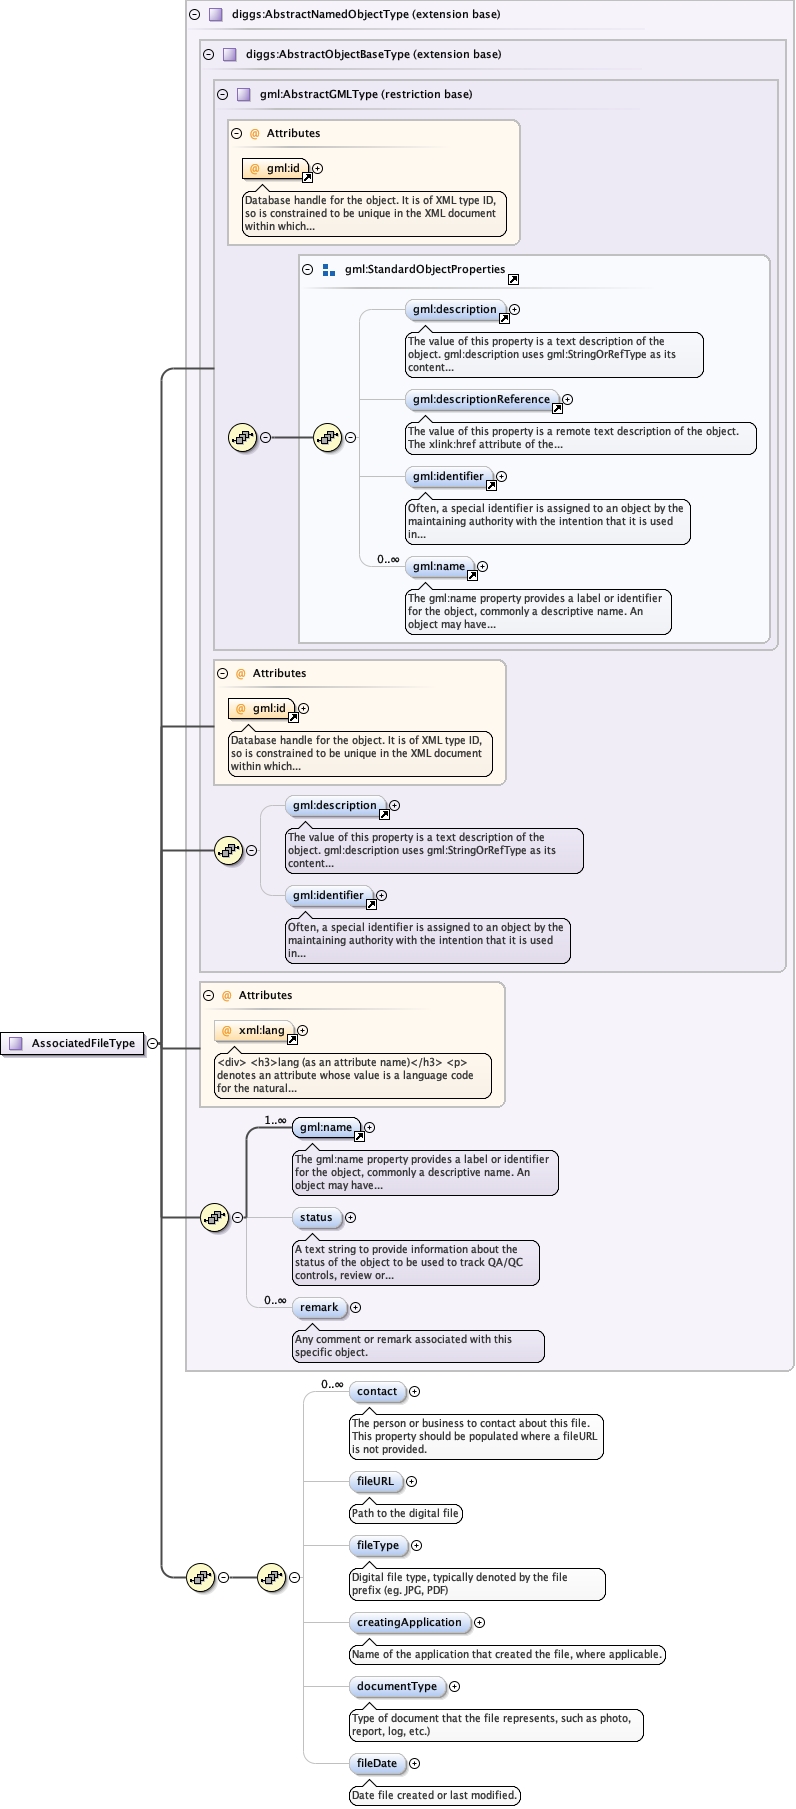 diggs:AbstractNamedObjectType (extension base)
diggs:AbstractObjectBaseType (extension base)
gml:AbstractGMLType (restriction base)
@ Attributes
@ gml:id
Database handle for the object. It is of XML type ID,
so is constrained to be unique in the XML document
within which...
gml:StandardObjectProperties
gml:description
The value of this property is a text description of the
object. gml:description uses gml:StringOrRefType as its
content...
gml:descriptionReference
The value of this property is a remote text description of the object.
The xlink:href attribute of the...
gml:identifier
Often, a special identifier is assigned to an object by the
maintaining authority with the intention that it is used
in...
0..∞
gml:name
The gml:name property provides a label or identifier
for the object, commonly a descriptive name. An
object may have...
@ Attributes
@ gml:id
Database handle for the object. It is of XML type ID,
so is constrained to be unique in the XML document
within which...
gml:description
The value of this property is a text description of the
object. gml:description uses gml:StringOrRefType as its
content...
gml:identifier
Often, a special identifier is assigned to an object by the
maintaining authority with the intention that it is used
in...
@ Attributes
@ xml:lang
<div> <h3>lang (as an attribute name)</h3> <p>
denotes an attribute whose value is a language code
for the natural...
AssociatedFileType
1..∞
gml:name
The gml:name property provides a label or identifier
for the object, commonly a descriptive name. An
object may have...
status
A text string to provide information about the
status of the object to be used to track QA/QC
controls, review or...
0..∞
remark
Any comment or remark associated with this
specific object.
0..∞
contact
The person or business to contact about this file.
This property should be populated where a fileURL
is not provided.
fileURL
Path to the digital file
fileType
Digital file type, typically denoted by the file
prefix (eg. JPG, PDF)
creatingApplication
Name of the application that created the file, where applicable.
documentType
Type of document that the file represents, such as photo,
report, log, etc.)
fileDate
Date file created or last modified.